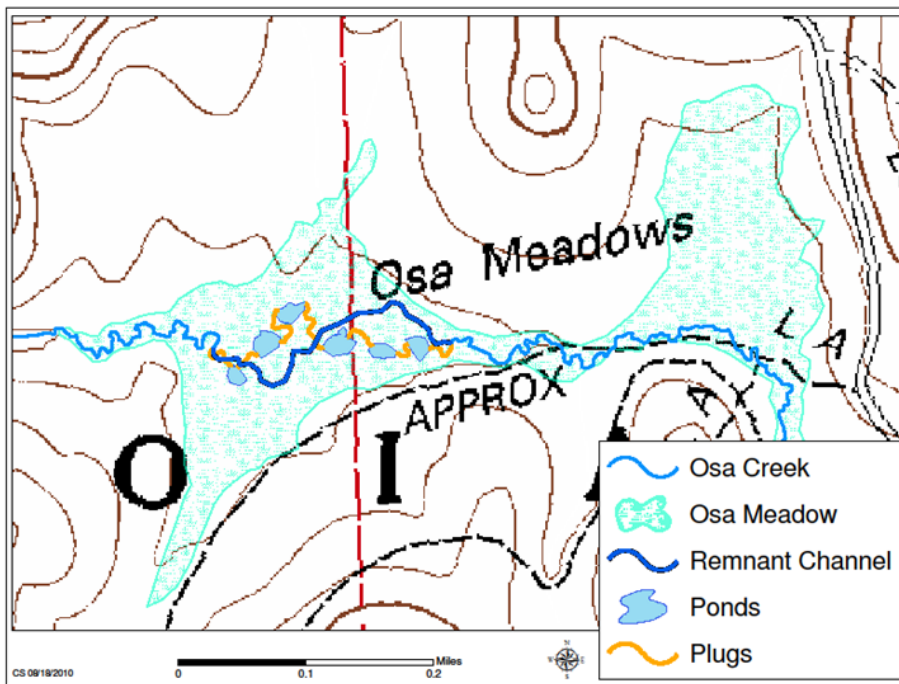 Osa Meadows
APPROX
L
A
A
O
I
Osa Creek
Osa Meadow
Remnant Channel
Ponds
Plugs
N
W
E
S
Miles
0
0.1
0.2
CS 08/18/2010